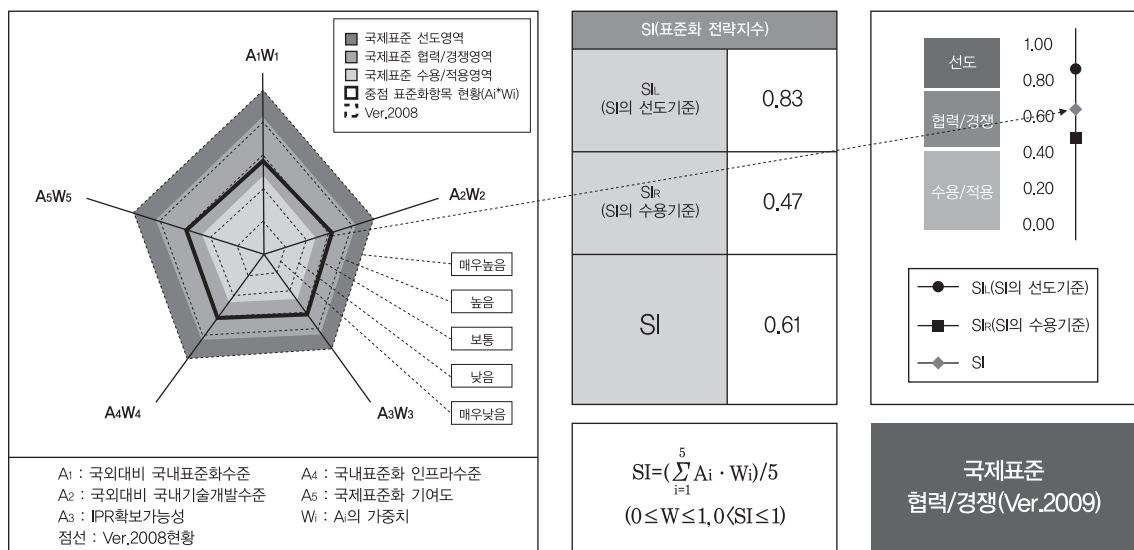 국제표준 선도영역
국제표준 협력/경쟁영역
국제표준 수용/적용영역
중점 표준화항목 현황(Ai*Wi)
Ver.2008
A1W1
A2W2
A3W3
A4W4
A5W5
매우높음
높음
보통
낮음
매우낮음
A1 : 국외대비 국내표준화수준
A2 : 국외대비 국내기술개발수준
A3 : IPR확보가능성
점선 : Ver.2008현황
A4 : 국내표준화 인프라수준
A5 : 국제표준화 기여도
Wi : Ai의 가중치
SI(표준화 전략지수)
SIL
(SI의 선도기준)
0.83
SIR
(SI의 수용기준)
0.47
SI
0.61
SI=(∑Ai · Wi)/5
5
i=1
(0≤W≤1, 0<SI≤1)
선도
협력/경쟁
수용/적용
1.00
0.80
0.60
0.40
0.20
0.00
SIL(SI의 선도기준)
SIR(SI의 수용기준)
SI
국제표준
협력/경쟁(Ver.2009)